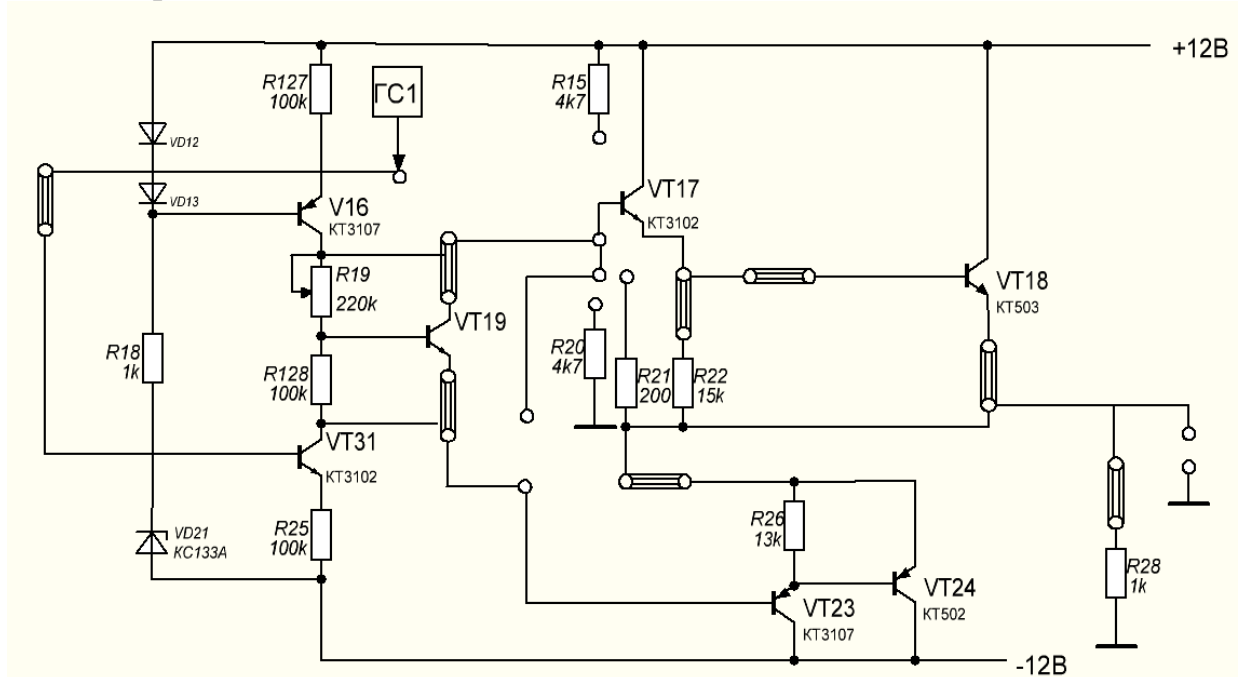 +12В
R127
100k
ГС1
R15
4k7
VD12
VD13
V16
КТ3107
VT17
КТ3102
R19
220k
VT19
VT18
КТ503
R18
1k
R128
100k
R20
4k7
R21
200
R22
15k
VT31
КТ3102
R25
100k
VD21
КС133А
R26
13k
VT23
КТ3107
VT24
КТ502
R28
1k
-12В